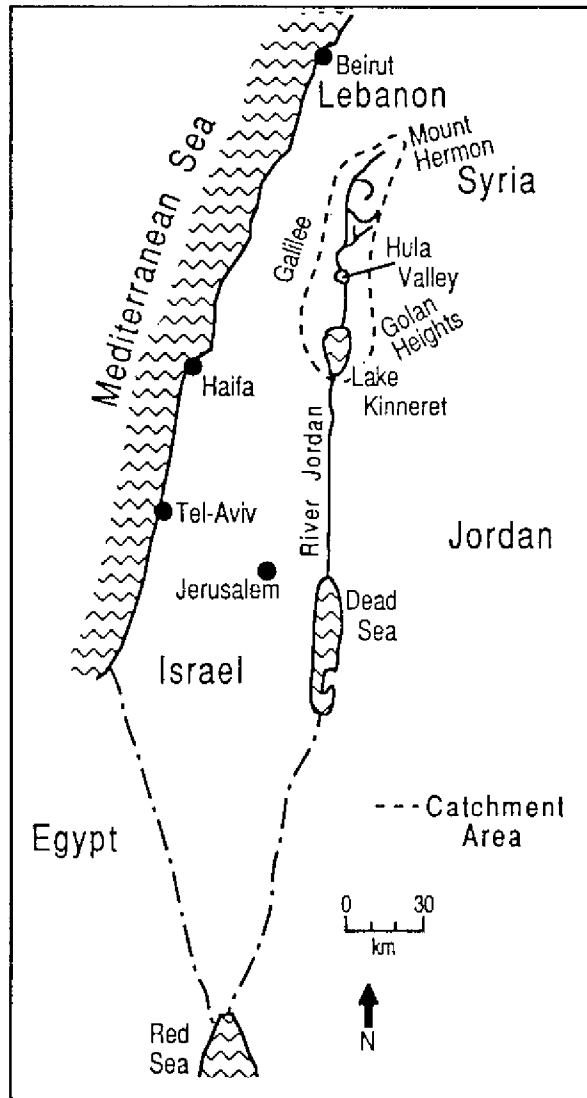 Beirut
Lebanon
Mount
Hermon
Syria
Mediterranean Sea
Galilee
Hula
Valley
Golan
Heights
Haifa
Lake
Kinneret
River Jordan
Tel-Aviv
Jordan
Jerusalem
Dead
Sea
Israel
Egypt
Catchment
Area
0 30
km
N
Red
Sea